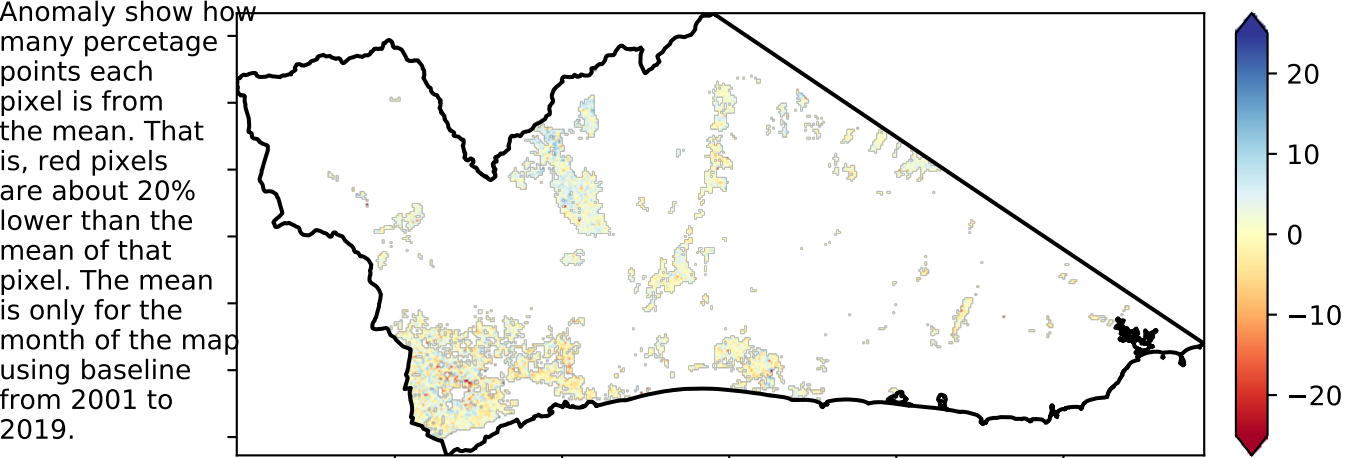 Anomaly show how
many percetage
points each
pixel is from
the mean. That
is, red pixels
are about 20%
lower than the
mean of that
pixel. The mean
is only for the
month of the map
using baseline
from 2001 to
2019.
20
10
0
−10
−20